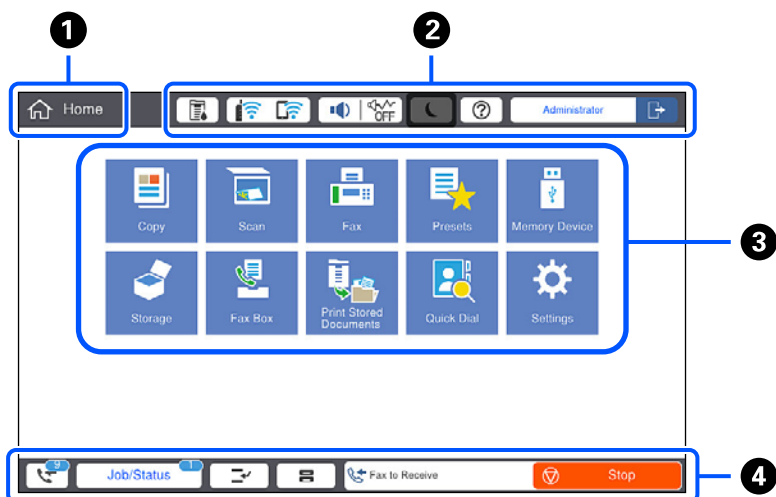 1
2
Home
OFF
Administrator
Copy
Scan
Fax
Presets
Memory Device
3
Storage
Fax Box
Print Stored
Documents
Quick Dial
Settings
9
Job/Status
1
Fax to Receive
Stop
4